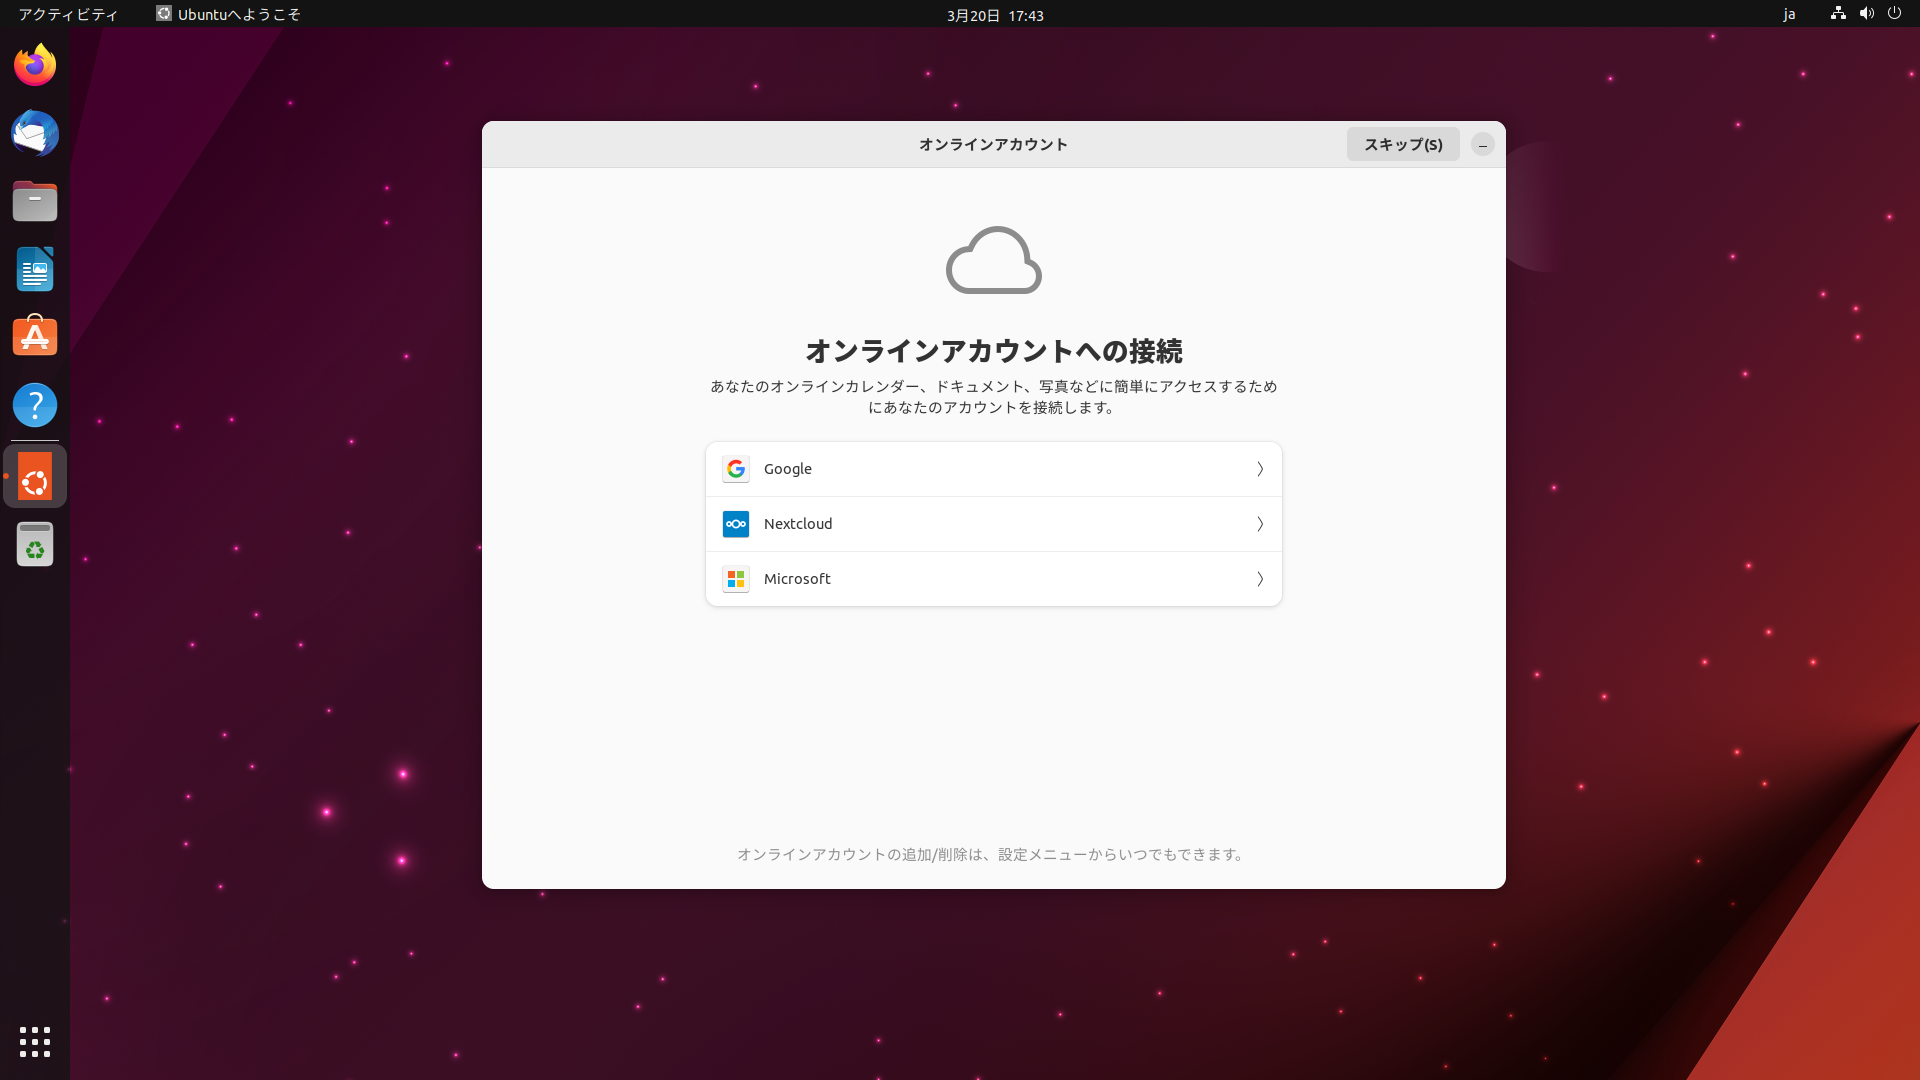 アクティビティ
Ubuntuへようこそ
3月20日 17:43
ja
オンラインアカウント
スキップ(S)
オンラインアカウントへの接続
あなたのオンラインカレンダー、ドキュメント、写真などに簡単にアクセスするため
にあなたのアカウントを接続します。
Google
Nextcloud
Microsoft
オンラインアカウントの追加/削除は、設定メニューからいつでもできます。